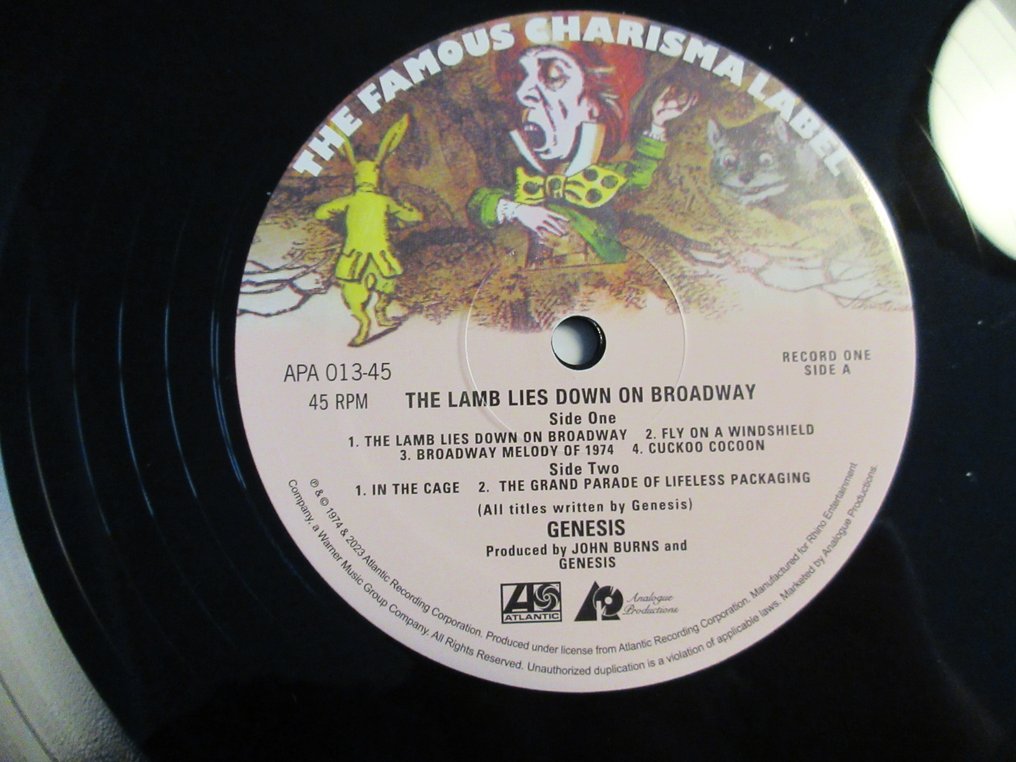 THE FAMOUS CHARISMA LABEL
APA 013-45
45 RPM
RECORD ONE
SIDE A
THE LAMB LIES DOWN ON BROADWAY
Side One
1. THE LAMB LIES DOWN ON BROADWAY 2. FLY ON A WINDSHIELD
3. BROADWAY MELODY OF 1974 4. CUCKOO COCOON
Side Two
1. IN THE CAGE 2. THE GRAND PARADE OF LIFELESS PACKAGING
(All titles written by Genesis)
GENESIS
Produced by JOHN BURNS and
GENESIS
ATLANTIC
Analogue
Productions
℗ & © 1974 & 2023 Atlantic Recording Corporation. Produced under license from Atlantic Recording Corporation. Manufactured for Rhino Entertainment
Company, a Warner Music Group Company. All Rights Reserved. Unauthorized duplication is a violation of applicable laws. Marketed by Analogue Productions.